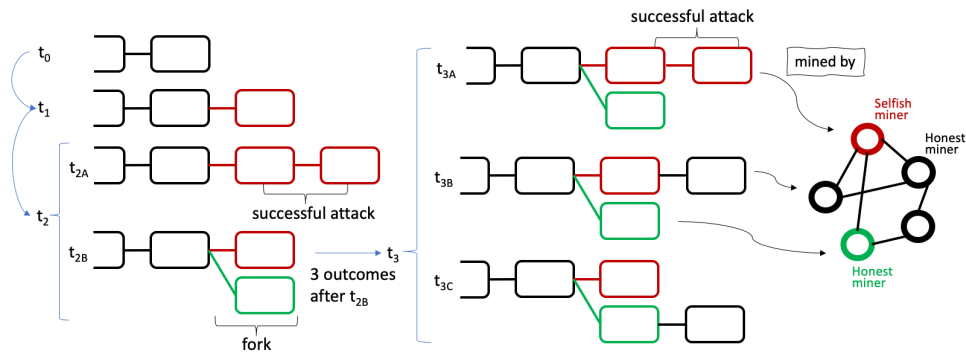 t0
t1
t2A
successful attack
t2
t2B
3 outcomes
after t2B
fork
t3
successful attack
t3A
t3B
t3C
mined by
Selfish
miner
Honest
miner
Honest
miner